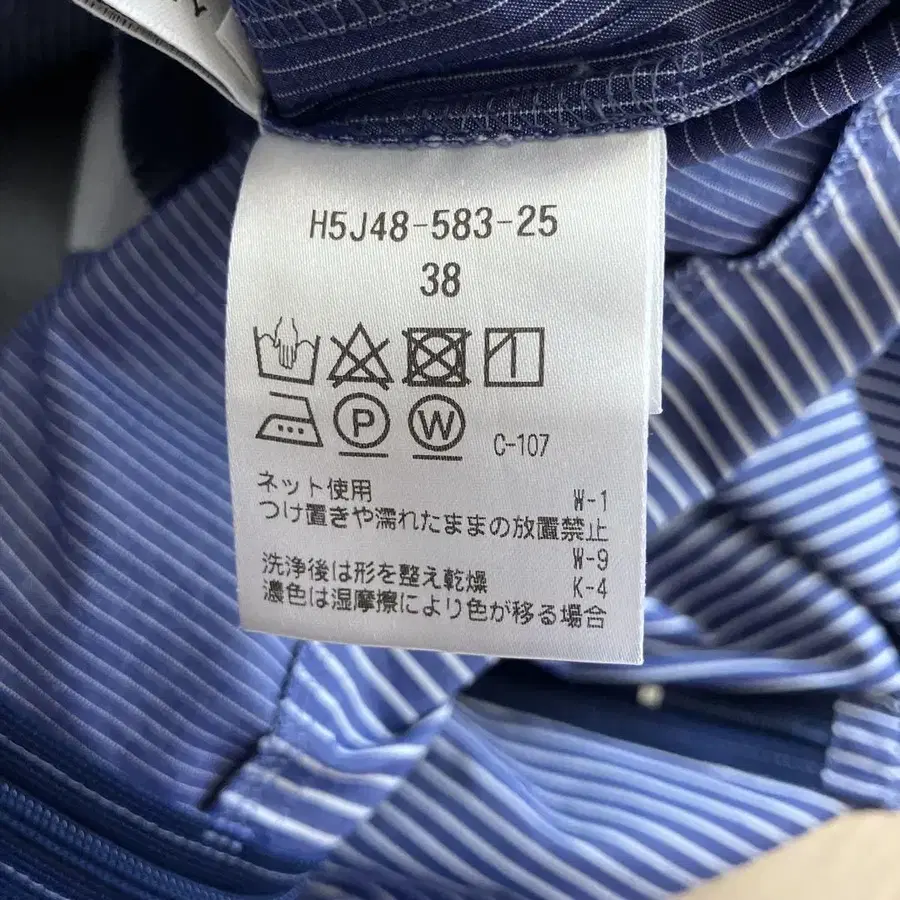 H5J48-583-25
38
P W C-107
ネット使用 W-1
つけ置きや濡れたままの放置禁止
W-9
洗浄後は形を整え乾燥 K-4
濃色は湿摩擦により色が移る場合